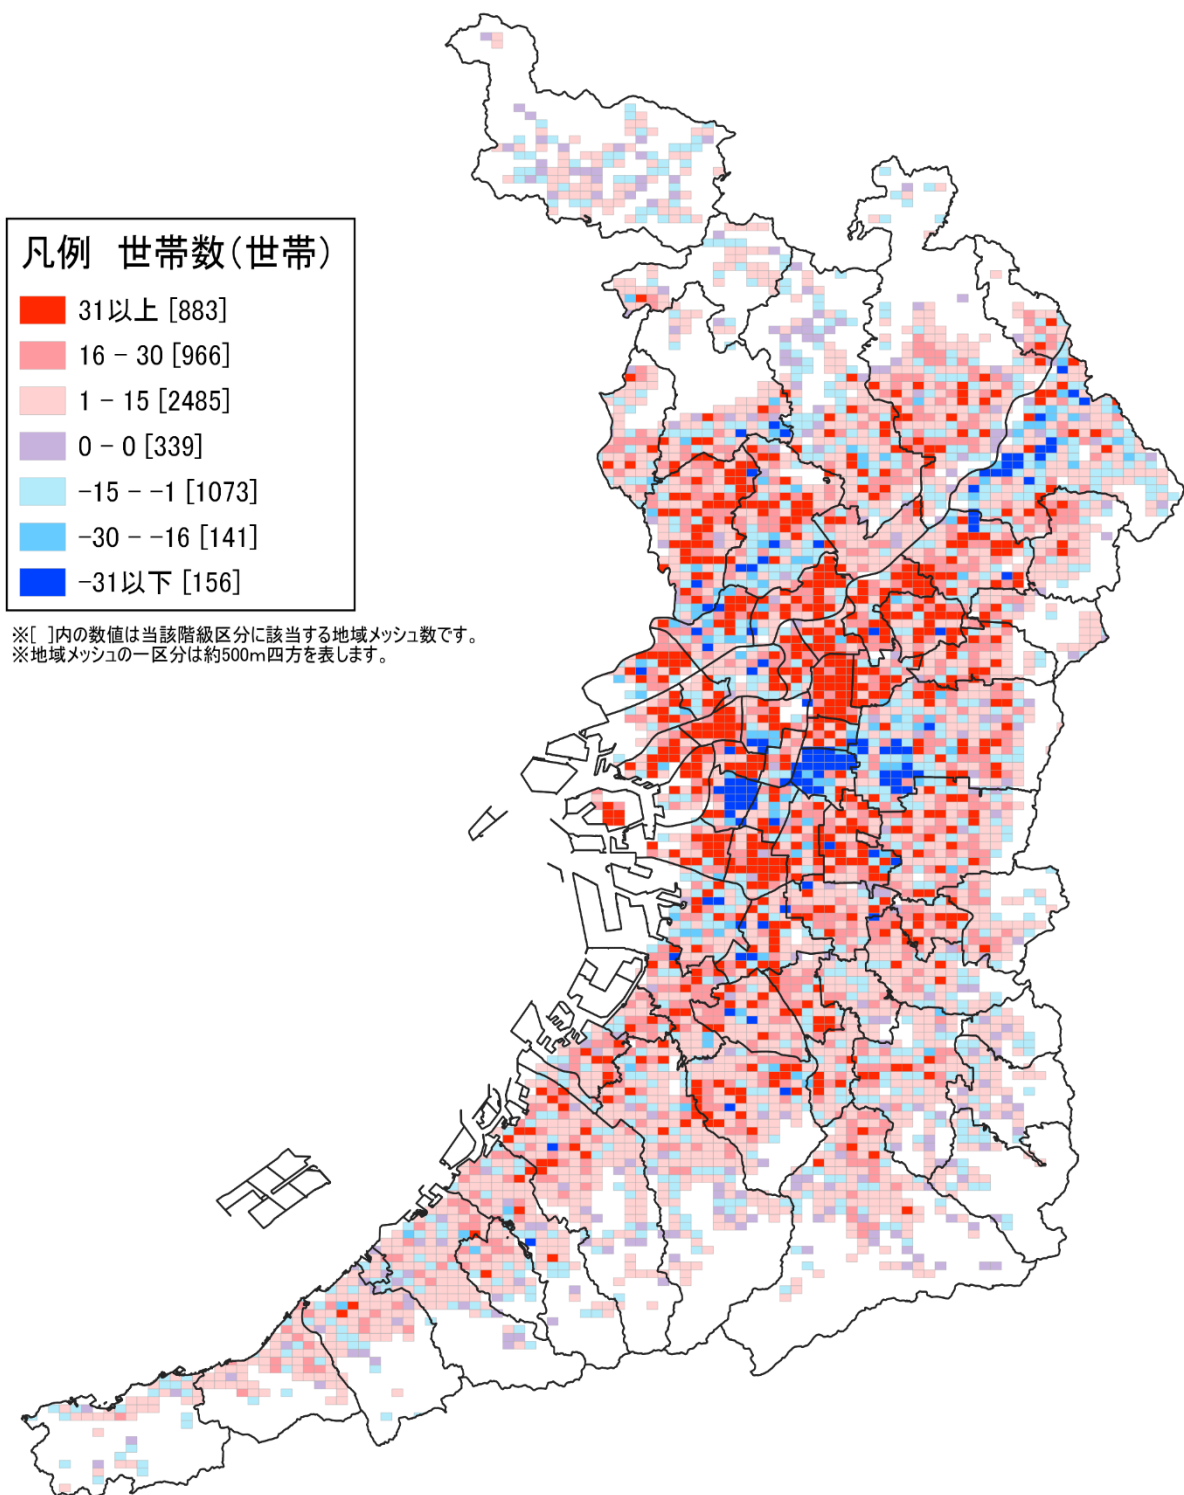 凡例 世帯数(世帯)
31以上 [883]
16 - 30 [966]
1 - 15 [2485]
0 - 0 [339]
-15 - -1 [1073]
-30 - -16 [141]
-31以下 [156]
※[ ]内の数値は当該階級区分に該当する地域メッシュ数です。
※地域メッシュの一区分は約500m四方を表します。